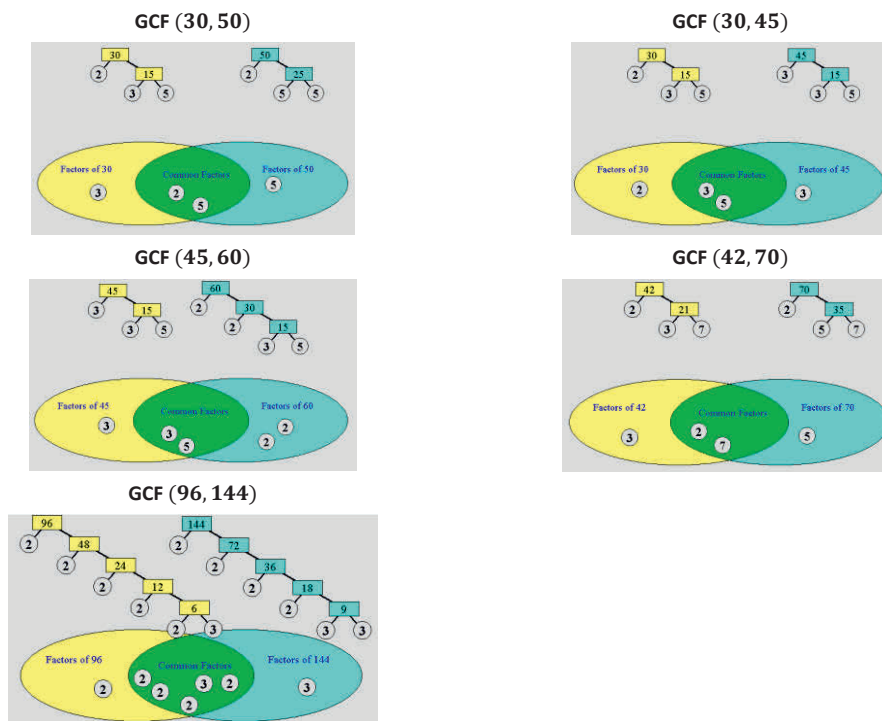 GCF (30, 50)
30
2 15
3 5
50
2 25
5 5
Factors of 30 Common Factors Factors of 50
3 2 5 5
GCF (30, 45)
30
2 15
3 5
45
3 15
3 5
Factors of 30 Common Factors Factors of 45
2 3 5 3
GCF (45, 60)
45
3 15
3 5
60
2 30
2 15
3 5
Factors of 45 Common Factors Factors of 60
3 3 5 2 2
GCF (42, 70)
42
2 21
3 7
70
2 35
5 7
Factors of 42 Common Factors Factors of 70
3 2 7 5
GCF (96, 144)
96
2 48
2 24
2 12
2 6
2 3
144
2 72
2 36
2 18
2 9
3 3
Factors of 96 Common Factors Factors of 144
2 2 2 2 3 2 3